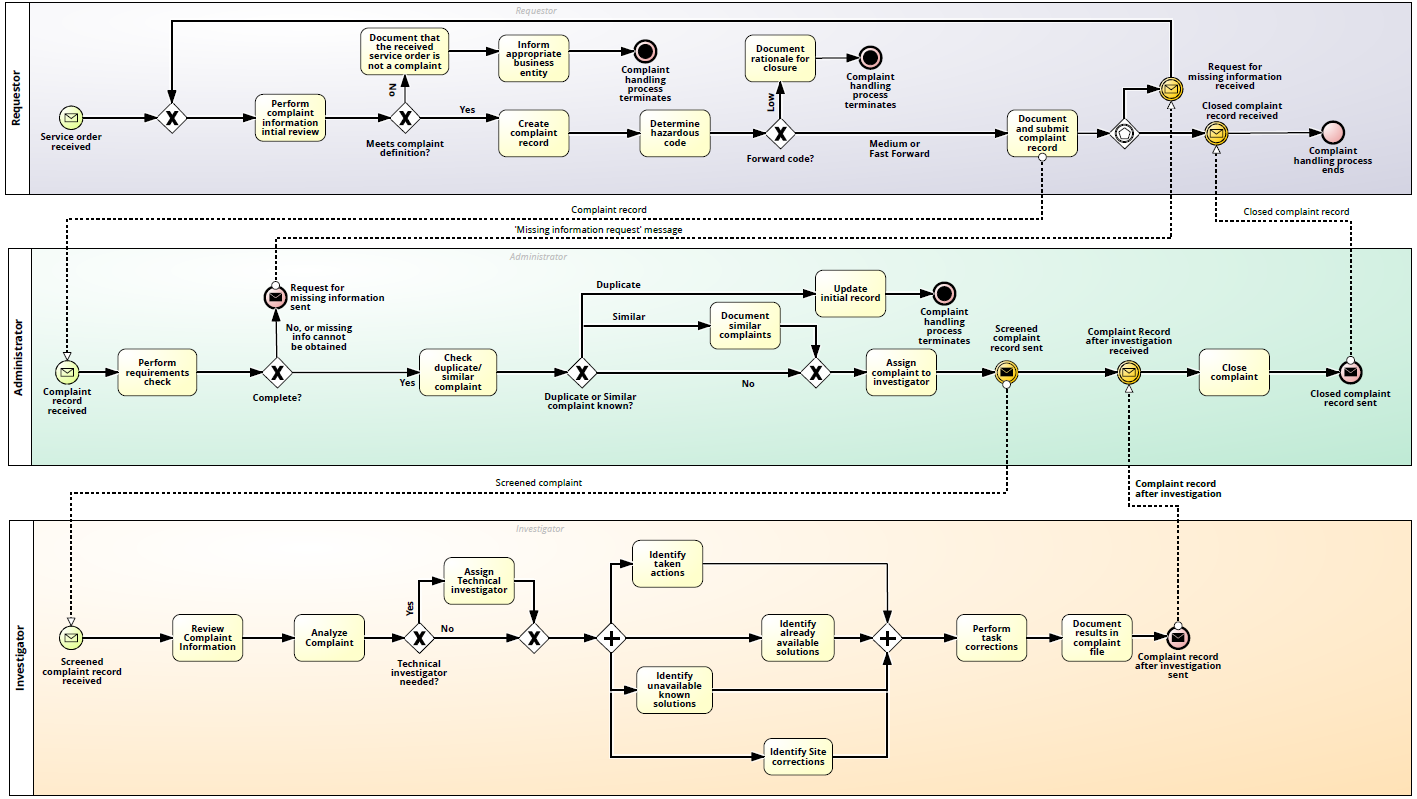 Requestor
Requestor
Service order
received
Perform
complaint
information
intial review
Document that
the received
service order is
not a complaint
No
Meets complaint
definition?
Yes
Inform
appropriate
business
entity
Complaint
handling
process
terminates
Create
complaint
record
Determine
hazardous
code
Document
rationale for
closure
Low
Forward code?
Complaint
handling
process
terminates
Medium or
Fast Forward
Document
and submit
complaint
record
Request for
missing information
received
Closed complaint
record received
Complaint
handling process
ends
Complaint record
'Missing information request' message
Closed complaint record
Administrator
Administrator
Complaint
record
received
Perform
requirements
check
Request for
missing information
sent
No, or missing
info cannot
be obtained
Complete?
Yes
Check
duplicate/
similar
complaint
Duplicate or Similar
complaint known?
Duplicate
Similar
No
Update
initial record
Document
similar
complaints
Complaint
handling
process
terminates
Assign
complaint to
investigator
Screened
complaint
record sent
Complaint Record
after investigation
received
Close
complaint
Closed complaint
record sent
Screened complaint
Complaint record
after investigation
Investigator
Investigator
Screened
complaint record
received
Review
Complaint
Information
Analyze
Complaint
Technical
investigator
needed?
Yes
No
Assign
Technical
investigator
Identify
taken
actions
Identify
already
available
solutions
Identify
unavailable
known
solutions
Identify Site
corrections
Perform
task
corrections
Document
results in
complaint
file
Complaint record
after investigation
sent